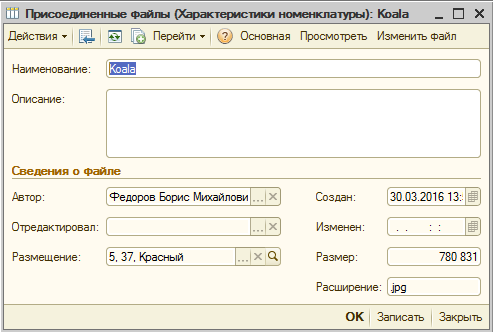 Присоединенные файлы (Характеристики номенклатуры): Koala
Действия Перейти ? Основная Просмотреть Изменить файл
Наименование: Koala
Описание:
Сведения о файле
Автор: Федоров Борис Михайлови ... Создан: 30.03.2016 13:
Отредактировал: ... Изменен: . . : :
Размещение: 5, 37, Красный ... Размер: 780 831
Расширение: jpg
OK Записать Закрыть